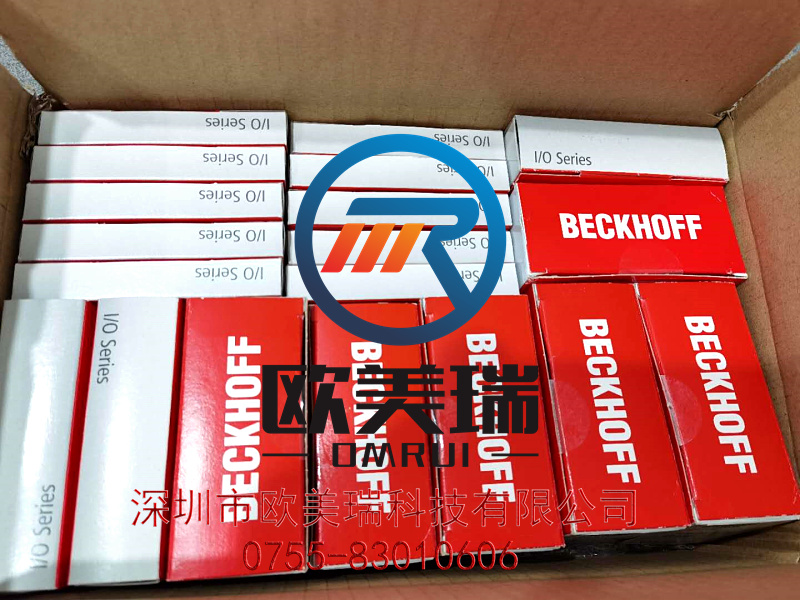 I/O Series
I/O Series
I/O Series
I/O Series
I/O Series
I/O Series
I/O Series
I/O Series
I/O Series
I/O Series
I/O Series
BECKHOFF
I/O Series
I/O Series
BECKHOFF
BECKHOFF
BECKHOFF
BECKHOFF
BECKHOFF
R
欧美瑞
OMRUI
深圳市欧美瑞科技有限公司
0755-83010606